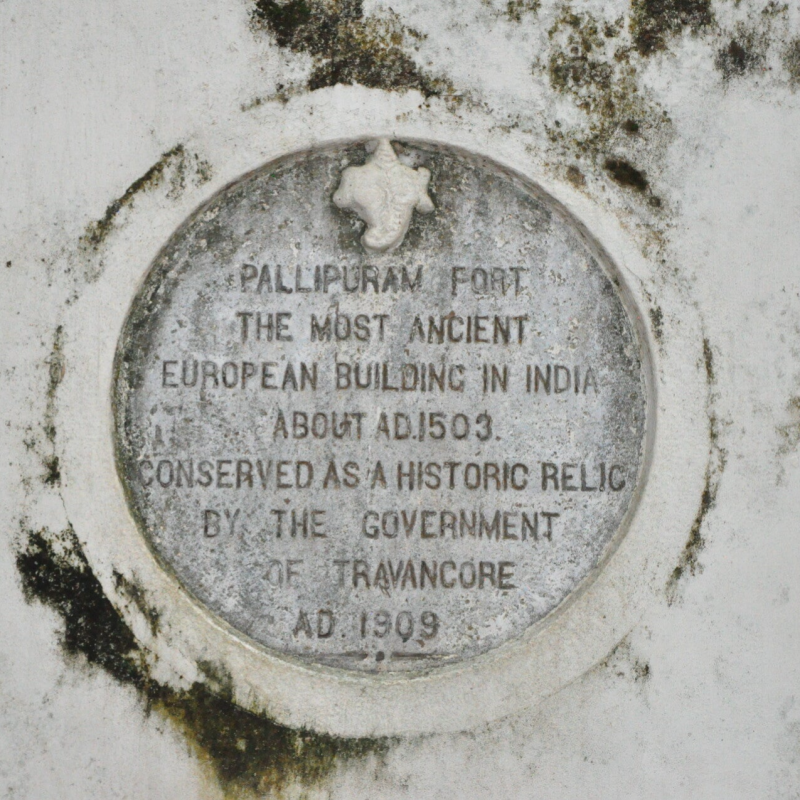 PALLIPURAM FORT
THE MOST ANCIENT
EUROPEAN BUILDING IN INDIA
ABOUT AD.1503.
CONSERVED AS A HISTORIC RELIC
BY THE GOVERNMENT
OF TRAVANCORE
AD 1909